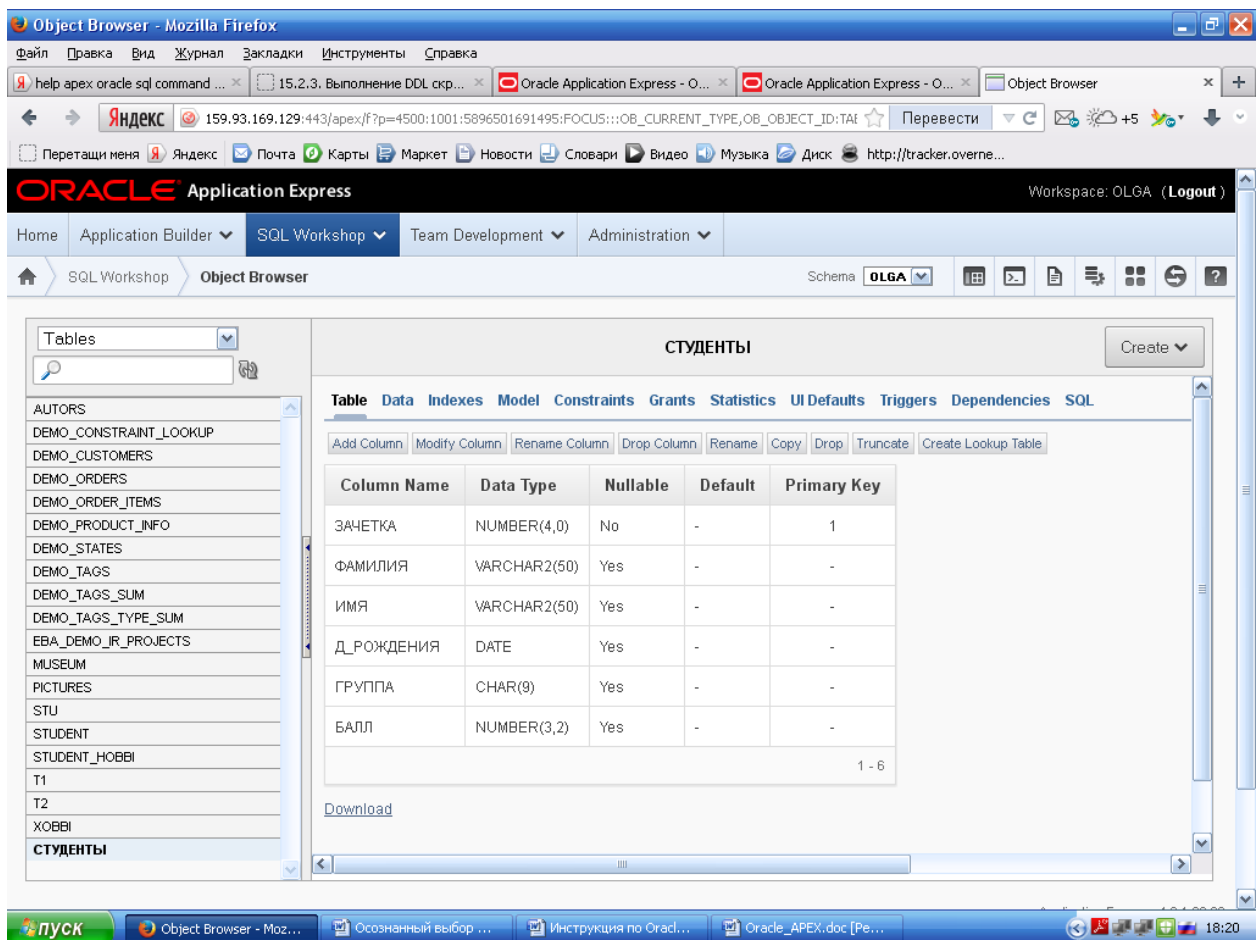 Object Browser - Mozilla Firefox
Файл Правка Вид Журнал Закладки Инструменты Справка
Я help apex oracle sql command ... 15.2.3. Выполнение DDL скр... Oracle Application Express - O... Oracle Application Express - O... Object Browser
Яндекс 159.93.169.129:443/apex/f?p=4500:1001:5896501691495:FOCUS:::OB_CURRENT_TYPE,OB_OBJECT_ID:TAB Перевести +5
Перетащи меня Я Яндекс Почта Карты Маркет Новости Словари Видео Музыка Диск http://tracker.overne...
ORACLE Application Express Workspace: OLGA (Logout)
Home Application Builder SQL Workshop Team Development Administration
SQL Workshop Object Browser Schema OLGA
Tables
СТУДЕНТЫ
Create
Table Data Indexes Model Constraints Grants Statistics UI Defaults Triggers Dependencies SQL
Add Column Modify Column Rename Column Drop Column Rename Copy Drop Truncate Create Lookup Table
AUTORS
DEMO_CONSTRAINT_LOOKUP
DEMO_CUSTOMERS
DEMO_ORDERS
DEMO_ORDER_ITEMS
DEMO_PRODUCT_INFO
DEMO_STATES
DEMO_TAGS
DEMO_TAGS_SUM
DEMO_TAGS_TYPE_SUM
EBA_DEMO_IR_PROJECTS
MUSEUM
PICTURES
STU
STUDENT
STUDENT_HOBBI
T1
T2
XOBBI
СТУДЕНТЫ
Column Name Data Type Nullable Default Primary Key
ЗАЧЕТКА NUMBER(4,0) No - 1
ФАМИЛИЯ VARCHAR2(50) Yes - -
ИМЯ VARCHAR2(50) Yes - -
Д_РОЖДЕНИЯ DATE Yes - -
ГРУППА CHAR(9) Yes - -
БАЛЛ NUMBER(3,2) Yes - -
1 - 6
Download
пуск Object Browser - Moz... Осознанный выбор ... Инструкция по Oracl... Oracle_APEX.doc [Ре... 18:20